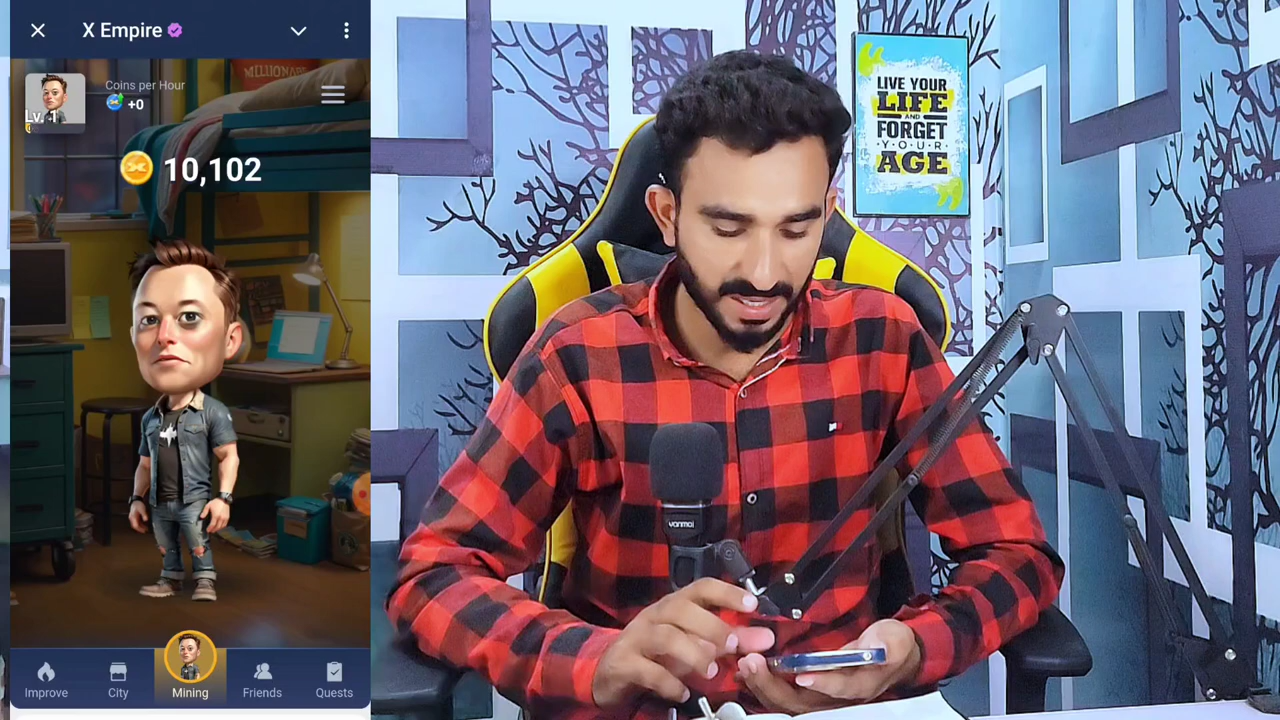 X Empire
MILLIONAR
Coins per Hour
+0
Lv. 1
10,102
Improve
City
Mining
Friends
Quests
LIVE YOUR
LIFE
AND
FORGET
YOUR
AGE
yanmai